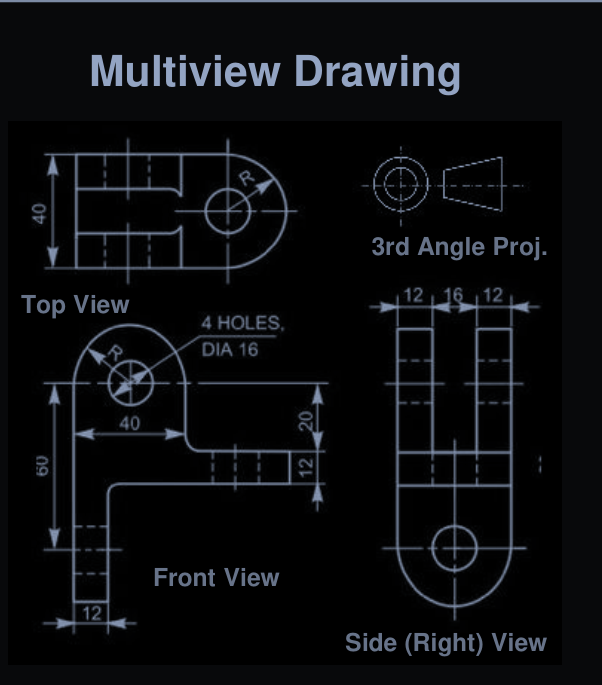 Multiview Drawing
40
R
3rd Angle Proj.
Top View
12 16 12
4 HOLES,
DIA 16
R
40
20
60
12
Front View
12
Side (Right) View